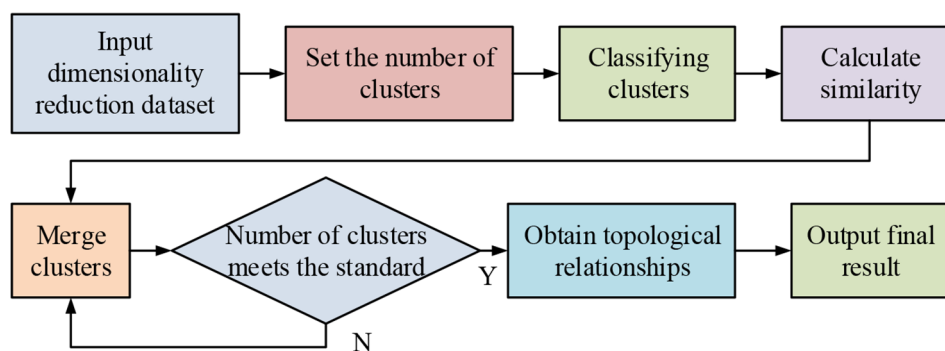 Input
dimensionality
reduction dataset
Set the number of
clusters
Classifying
clusters
Calculate
similarity
Merge
clusters
Number of clusters
meets the standard
Y
N
Obtain topological
relationships
Output final
result